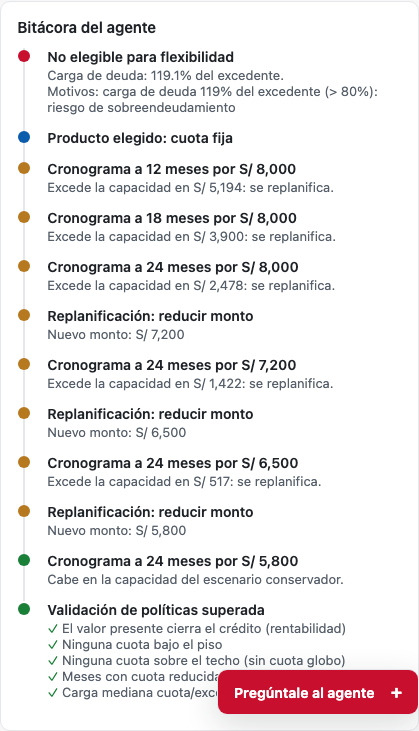 Bitácora del agente
No elegible para flexibilidad
Carga de deuda: 119.1% del excedente.
Motivos: carga de deuda 119% del excedente (> 80%):
riesgo de sobreendeudamiento
Producto elegido: cuota fija
Cronograma a 12 meses por S/ 8,000
Excede la capacidad en S/ 5,194: se replanifica.
Cronograma a 18 meses por S/ 8,000
Excede la capacidad en S/ 3,900: se replanifica.
Cronograma a 24 meses por S/ 8,000
Excede la capacidad en S/ 2,478: se replanifica.
Replanificación: reducir monto
Nuevo monto: S/ 7,200
Cronograma a 24 meses por S/ 7,200
Excede la capacidad en S/ 1,422: se replanifica.
Replanificación: reducir monto
Nuevo monto: S/ 6,500
Cronograma a 24 meses por S/ 6,500
Excede la capacidad en S/ 517: se replanifica.
Replanificación: reducir monto
Nuevo monto: S/ 5,800
Cronograma a 24 meses por S/ 5,800
Cabe en la capacidad del escenario conservador.
Validación de políticas superada
✓ El valor presente cierra el crédito (rentabilidad)
✓ Ninguna cuota bajo el piso
✓ Ninguna cuota sobre el techo (sin cuota globo)
✓ Meses con cuota reducida
✓ Carga mediana cuota/exce
Pregúntale al agente +